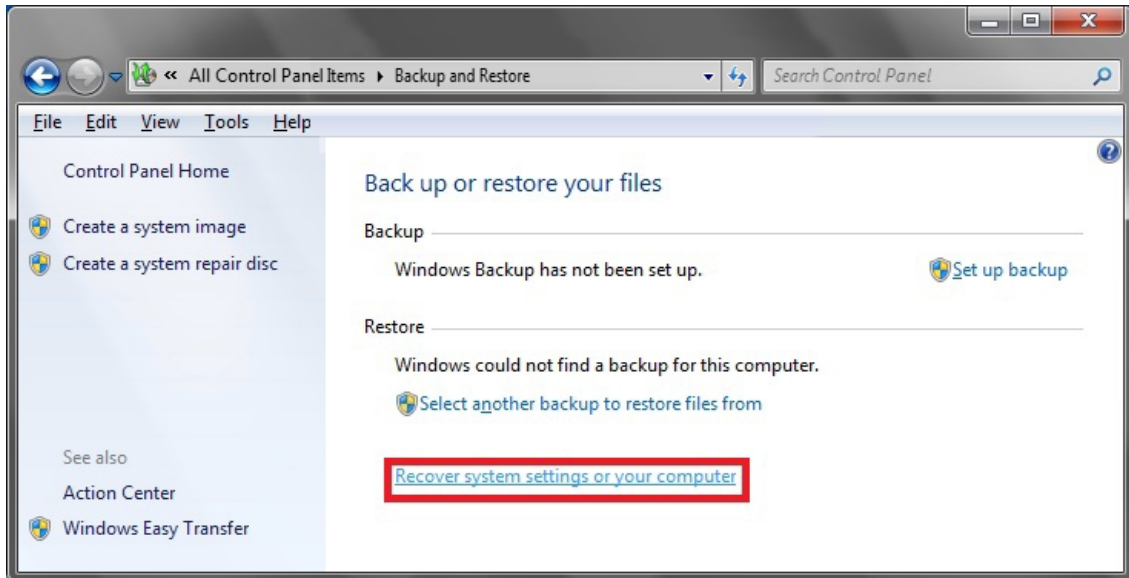 « All Control Panel Items ▸ Backup and Restore
Search Control Panel
File Edit View Tools Help
Control Panel Home
Create a system image
Create a system repair disc
See also
Action Center
Windows Easy Transfer
Back up or restore your files
Backup
Windows Backup has not been set up.
Set up backup
Restore
Windows could not find a backup for this computer.
Select another backup to restore files from
Recover system settings or your computer